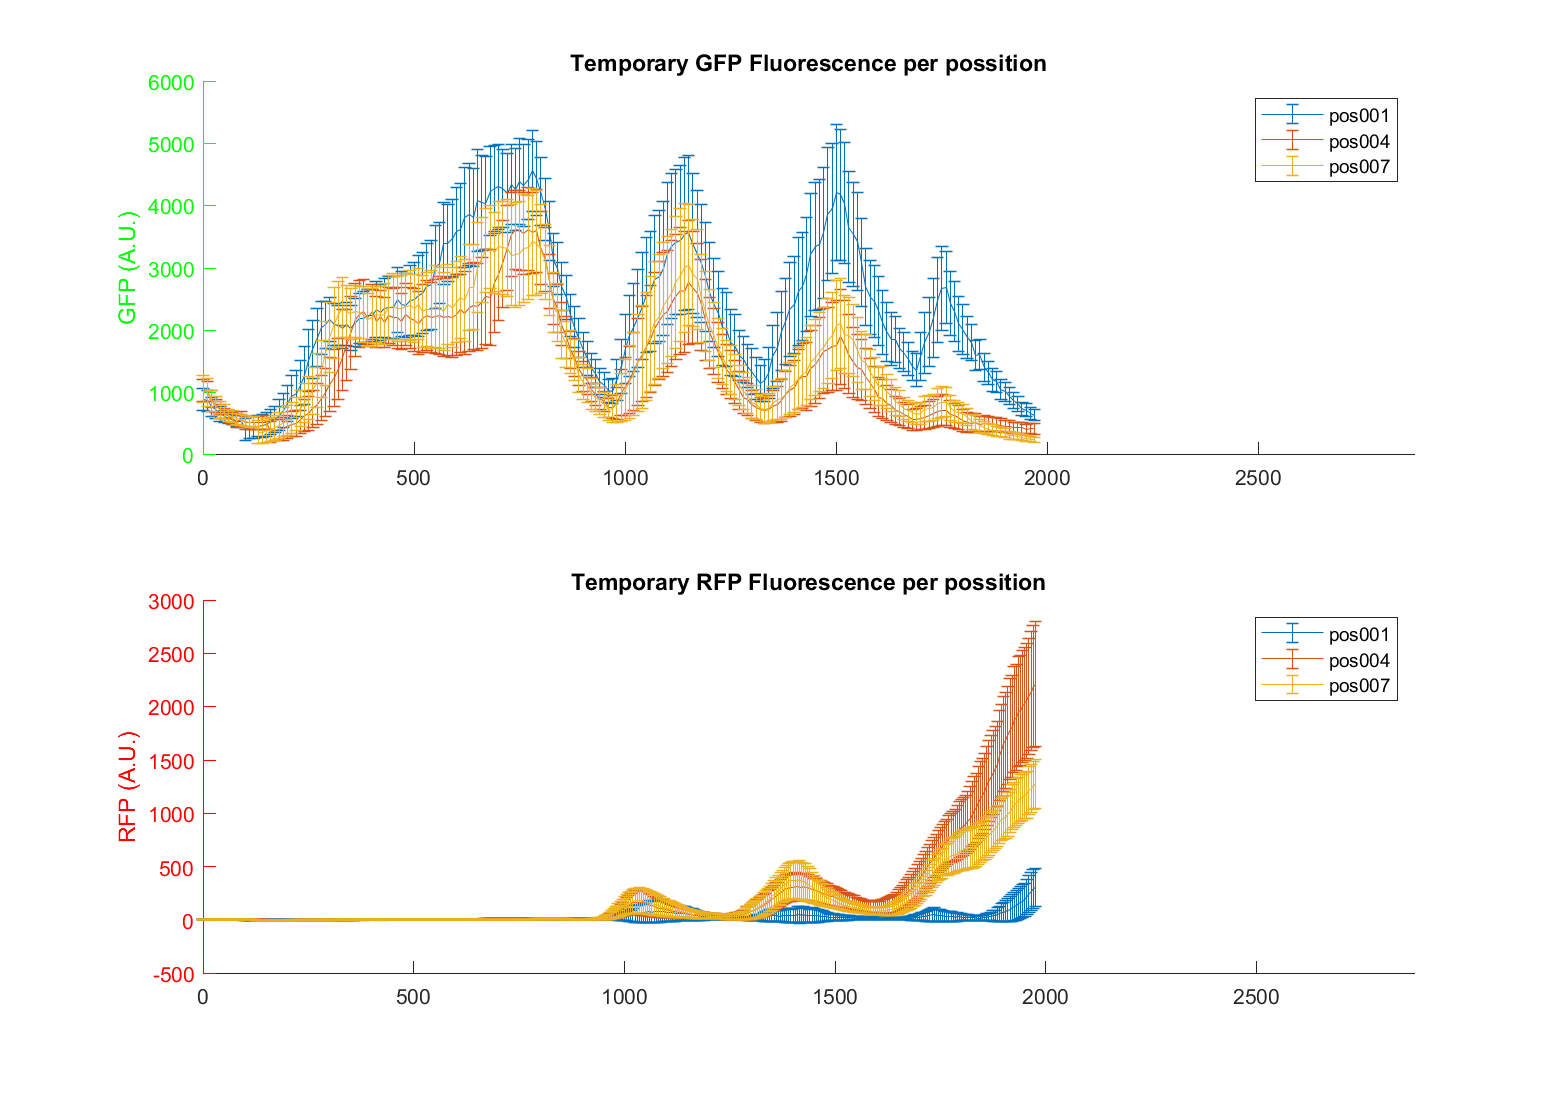 Temporary GFP Fluorescence per possition
GFP (A.U.)
6000
5000
4000
3000
2000
1000
0
0 500 1000 1500 2000 2500
pos001
pos004
pos007
Temporary RFP Fluorescence per possition
RFP (A.U.)
3000
2500
2000
1500
1000
500
0
-500
0 500 1000 1500 2000 2500
pos001
pos004
pos007